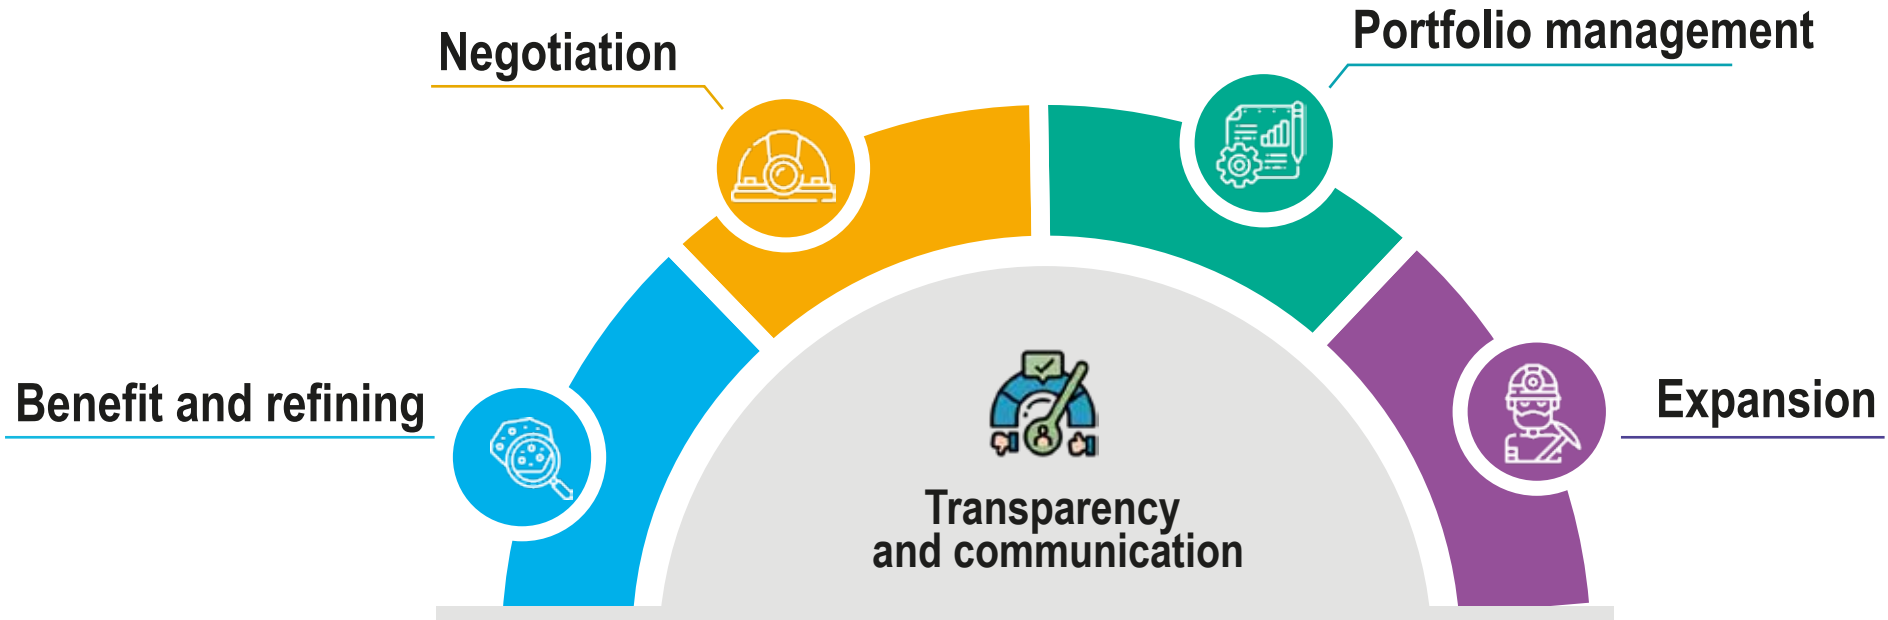 Negotiation
Portfolio management
Benefit and refining
Expansion
Transparency
and communication